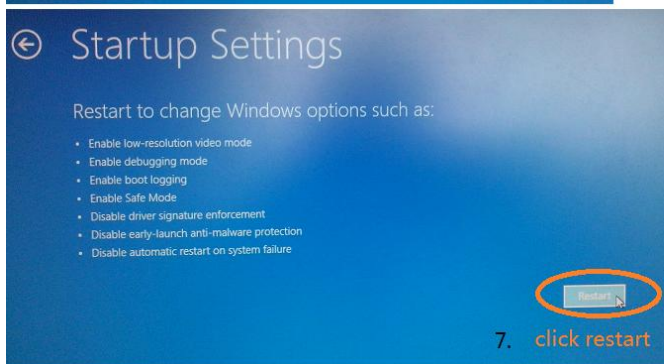 Startup Settings
Restart to change Windows options such as:
• Enable low-resolution video mode
• Enable debugging mode
• Enable boot logging
• Enable Safe Mode
• Disable driver signature enforcement
• Disable early-launch anti-malware protection
• Disable automatic restart on system failure
Restart
7. click restart